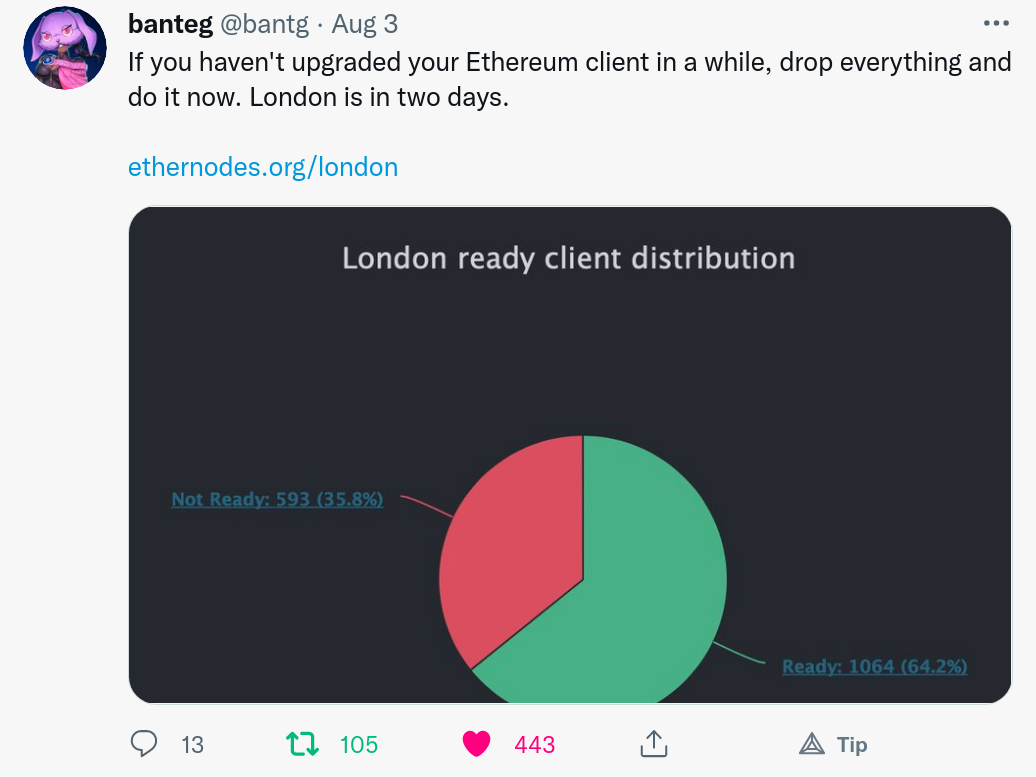 banteg @bantg · Aug 3
If you haven't upgraded your Ethereum client in a while, drop everything and
do it now. London is in two days.
ethernodes.org/london
London ready client distribution
Not Ready: 593 (35.8%)
Ready: 1064 (64.2%)
13 105 443 Tip